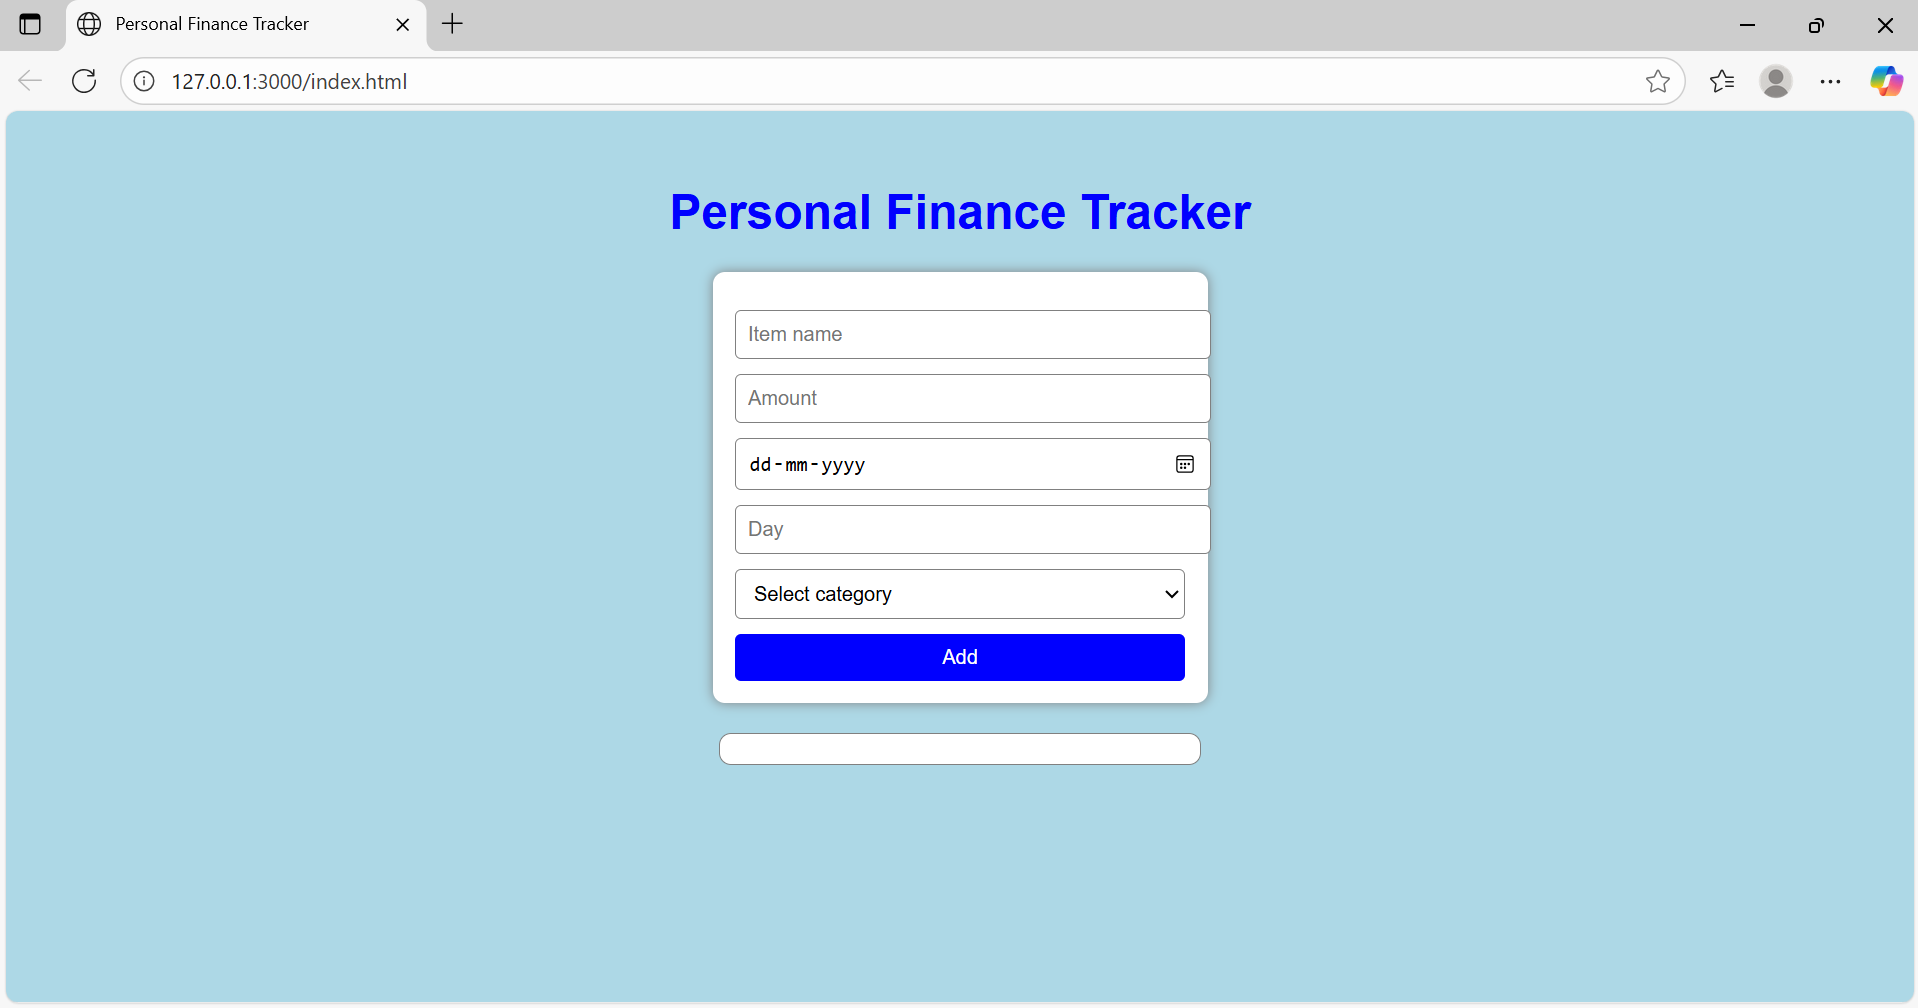 Personal Finance Tracker
127.0.0.1:3000/index.html
Personal Finance Tracker
Item name
Amount
dd-mm-yyyy
Day
Select category
Add